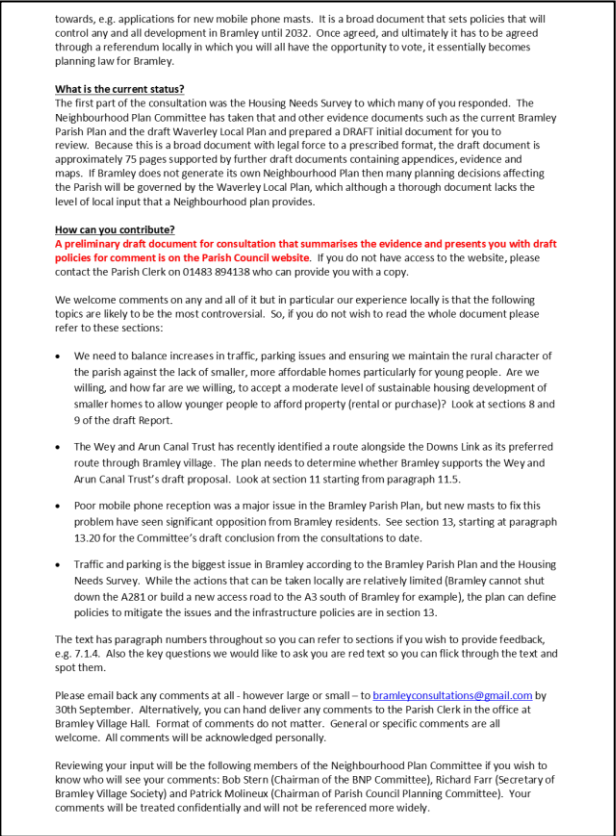 towards, e.g. applications for new mobile phone masts.  It is a broad document that sets policies that will
control any and all development in Bramley until 2032.  Once agreed, and ultimately it has to be agreed
through a referendum locally in which you will all have the opportunity to vote, it essentially becomes
planning law for Bramley.
What is the current status?
The first part of the consultation was the Housing Needs Survey to which many of you responded.  The
Neighbourhood Plan Committee has taken that and other evidence documents such as the current Bramley
Parish Plan and the draft Waverley Local Plan and prepared a DRAFT initial document for you to
review.  Because this is a broad document with legal force to a prescribed format, the draft document is
approximately 75 pages supported by further draft documents containing appendices, evidence and
maps.  If Bramley does not generate its own Neighbourhood Plan then many planning decisions affecting
the Parish will be governed by the Waverley Local Plan, which although a thorough document lacks the
level of local input that a Neighbourhood plan provides.
How can you contribute?
A preliminary draft document for consultation that summarises the evidence and presents you with draft
policies for comment is on the Parish Council website.  If you do not have access to the website, please
contact the Parish Clerk on 01483 894138 who can provide you with a copy.
We welcome comments on any and all of it but in particular our experience locally is that the following
topics are likely to be the most controversial.  So, if you do not wish to read the whole document please
refer to these sections:
• We need to balance increases in traffic, parking issues and ensuring we maintain the rural character of
the parish against the lack of smaller, more affordable homes particularly for young people.  Are we
willing, and how far are we willing, to accept a moderate level of sustainable housing development of
smaller homes to allow younger people to afford property (rental or purchase)?  Look at sections 8 and
9 of the draft Report.
• The Wey and Arun Canal Trust has recently identified a route alongside the Downs Link as its preferred
route through Bramley village.  The plan needs to determine whether Bramley supports the Wey and
Arun Canal Trust's draft proposal.  Look at section 11 starting from paragraph 11.5.
• Poor mobile phone reception was a major issue in the Bramley Parish Plan, but new masts to fix this
problem have seen significant opposition from Bramley residents.  See section 13, starting at paragraph
13.20 for the Committee's draft conclusion from the consultations to date.
• Traffic and parking is the biggest issue in Bramley according to the Bramley Parish Plan and the Housing
Needs Survey.  While the actions that can be taken locally are relatively limited (Bramley cannot shut
down the A281 or build a new access road to the A3 south of Bramley for example), the plan can define
policies to mitigate the issues and the infrastructure policies are in section 13.
The text has paragraph numbers throughout so you can refer to sections if you wish to provide feedback,
e.g. 7.1.4.  Also the key questions we would like to ask you are red text so you can flick through the text and
spot them.
Please email back any comments at all - however large or small – to bramleyconsultations@gmail.com by
30th September.  Alternatively, you can hand deliver any comments to the Parish Clerk in the office at
Bramley Village Hall.  Format of comments do not matter.  General or specific comments are all
welcome.  All comments will be acknowledged personally.
Reviewing your input will be the following members of the Neighbourhood Plan Committee if you wish to
know who will see your comments: Bob Stern (Chairman of the BNP Committee), Richard Farr (Secretary of
Bramley Village Society) and Patrick Molineux (Chairman of Parish Council Planning Committee).  Your
comments will be treated confidentially and will not be referenced more widely.